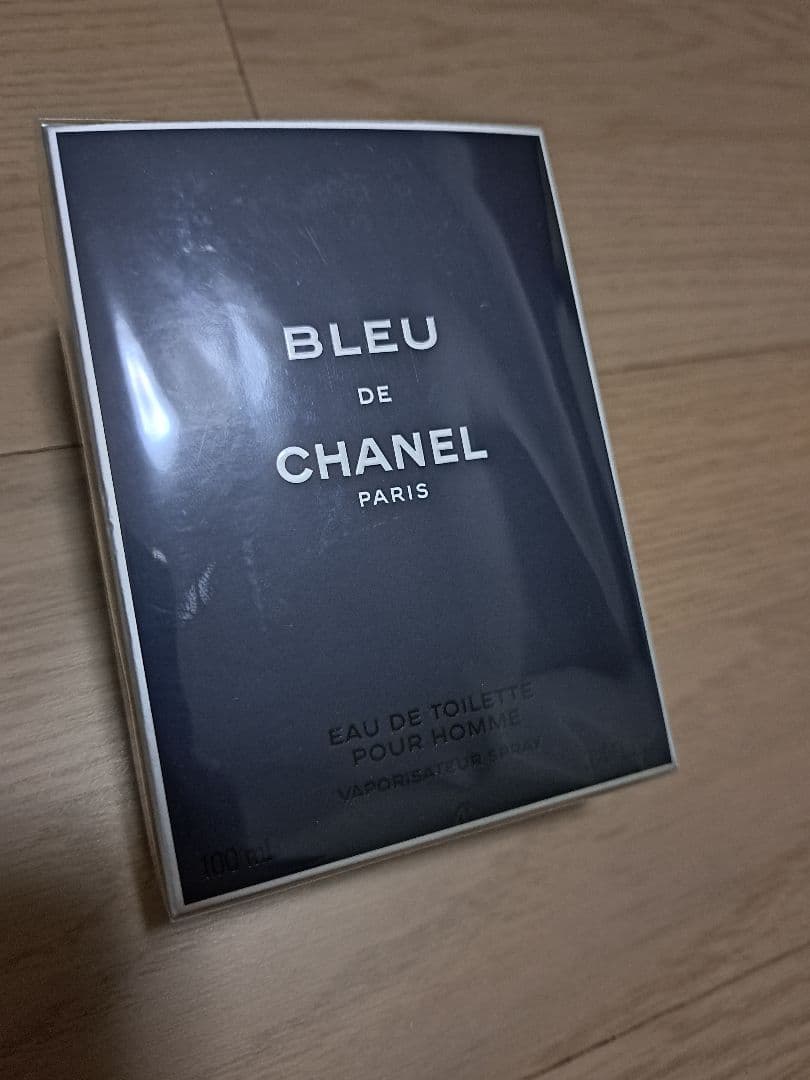 BLEU
DE
CHANEL
PARIS
EAU DE TOILETTE
POUR HOMME
VAPORISATEUR SPRAY
100 mL